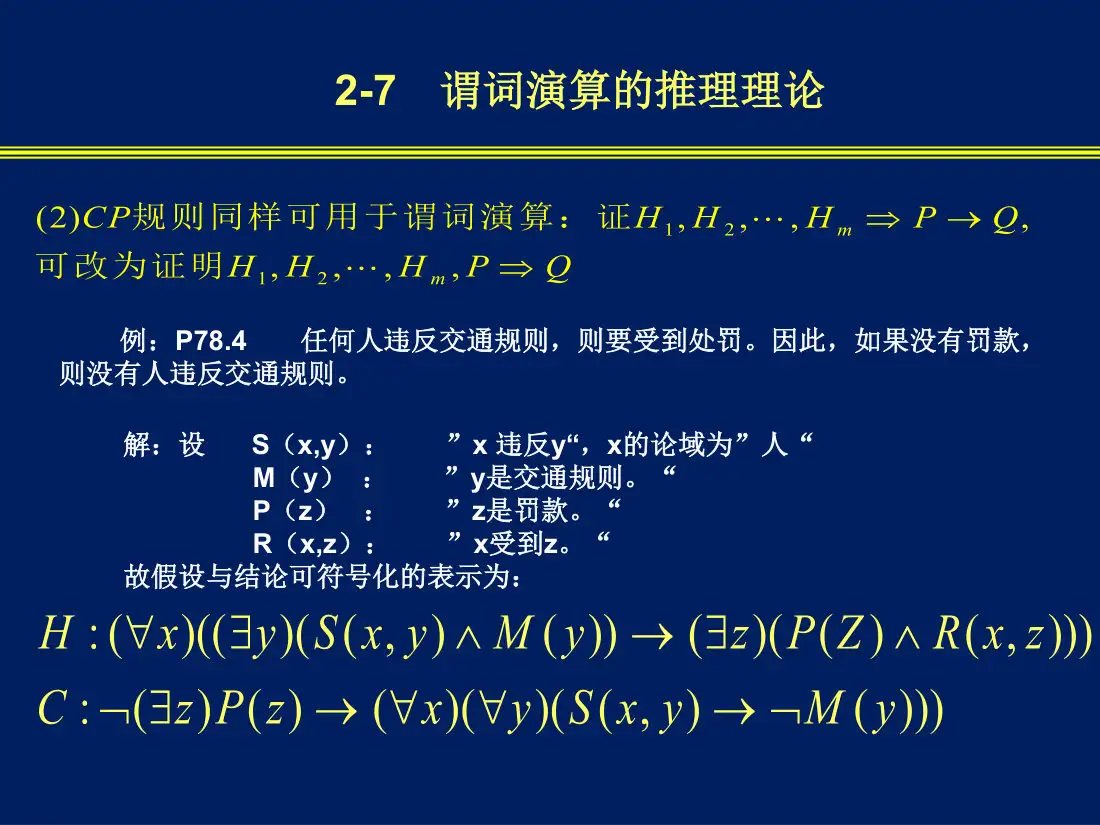 2-7 谓词演算的推理理论
(2)CP规则同样可用于谓词演算：证H₁,H₂,⋯,Hₘ ⇒ P → Q,
可改为证明H₁,H₂,⋯,Hₘ,P ⇒ Q
例：P78.4 任何人违反交通规则，则要受到处罚。因此，如果没有罚款，
则没有人违反交通规则。
解：设 S（x,y）： ”x 违反y“，x的论域为”人“
M（y） ： ”y是交通规则。“
P（z） ： ”z是罚款。“
R（x,z）： ”x受到z。“
故假设与结论可符号化的表示为：
H :(∀x)((∃y)(S(x, y) ∧ M(y)) → (∃z)(P(Z) ∧ R(x, z)))
C :¬(∃z)P(z) → (∀x)(∀y)(S(x, y) → ¬M(y)))